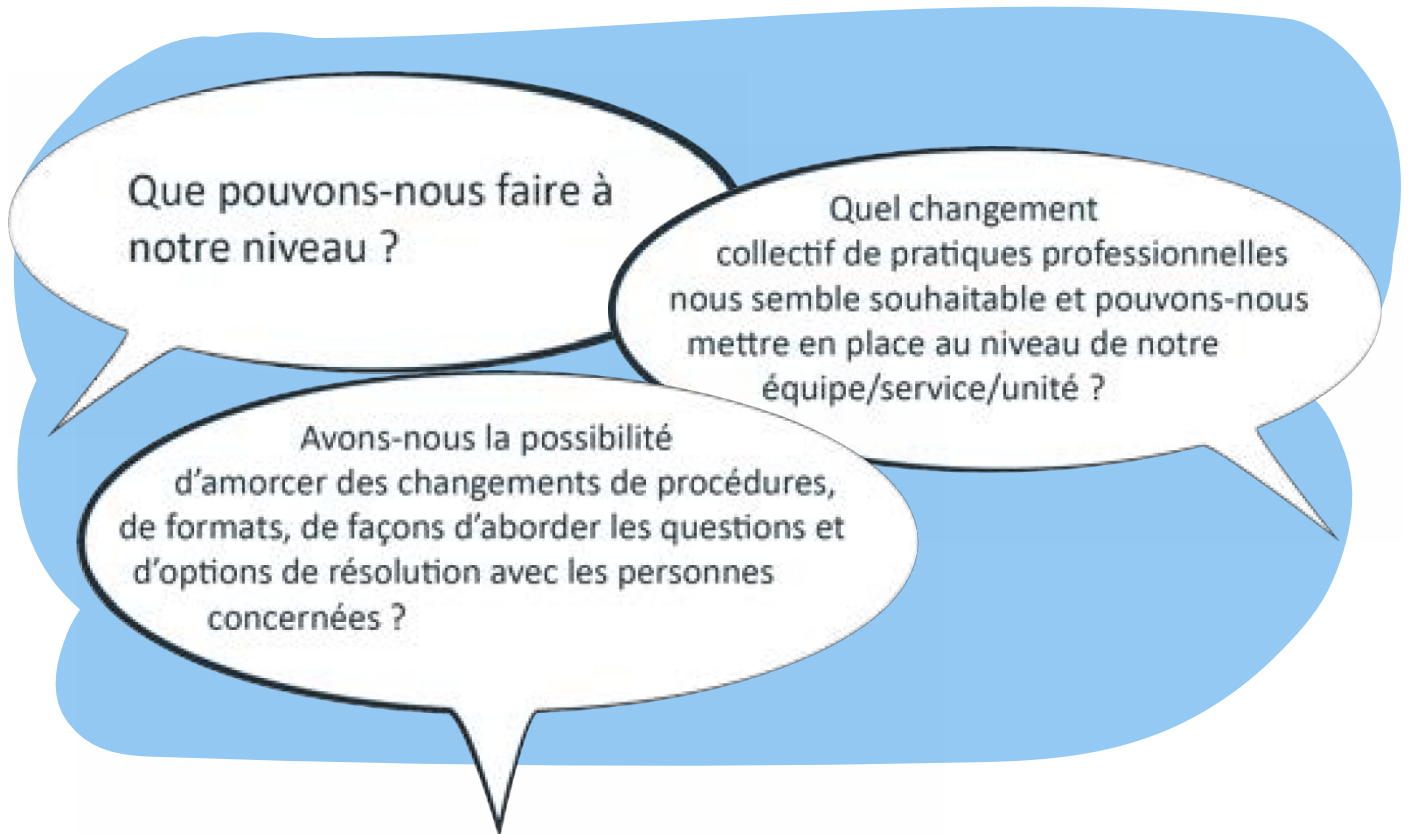 Que pouvons-nous faire à
notre niveau ?
Quel changement
collectif de pratiques professionnelles
nous semble souhaitable et pouvons-nous
mettre en place au niveau de notre
équipe/service/unité ?
Avons-nous la possibilité
d'amorcer des changements de procédures,
de formats, de façons d'aborder les questions et
d'options de résolution avec les personnes
concernées ?